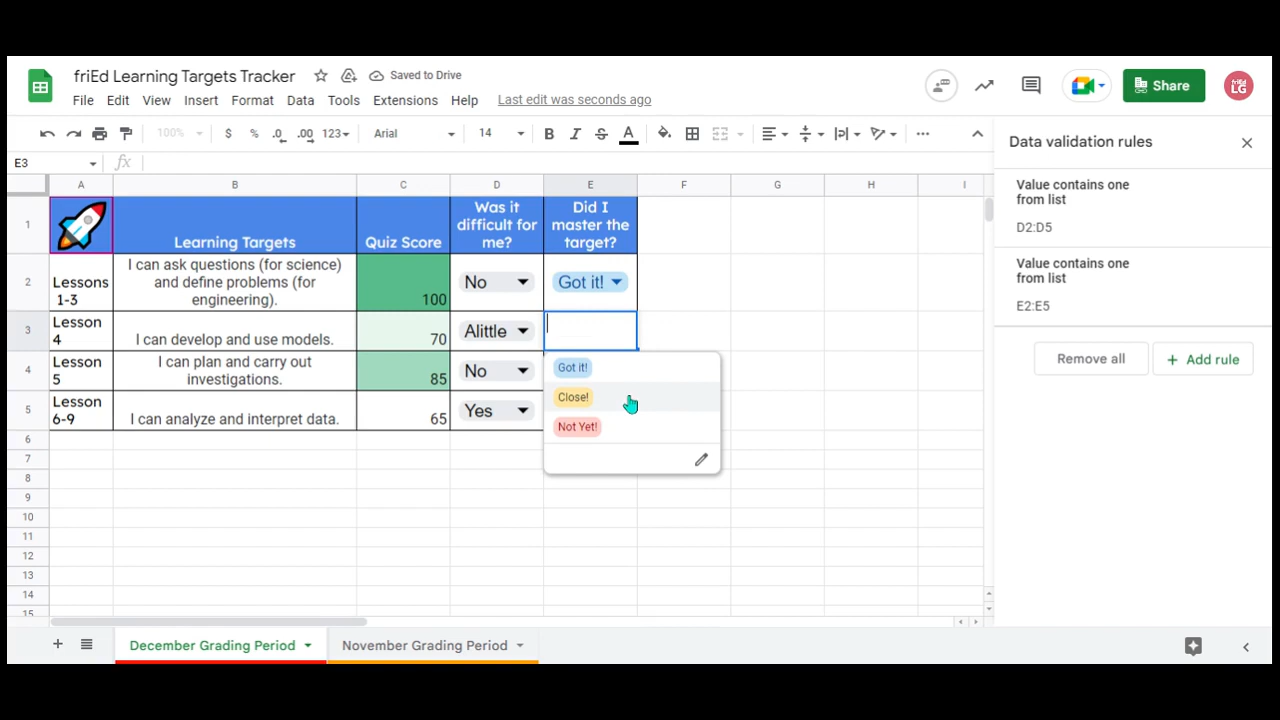 friEd Learning Targets Tracker
Saved to Drive
File Edit View Insert Format Data Tools Extensions Help Last edit was seconds ago
Share
friEd
LG
100% $ % .0 .00 123 Arial 14 B I S A
E3 fx
A B C D E F G H I
1 Learning Targets Quiz Score
Was it
difficult for
me?
Did I
master the
target?
2
Lessons
1-3
I can ask questions (for science)
and define problems (for
engineering).
100 No Got it!
3
Lesson
4
I can develop and use models. 70 Alittle
4
Lesson
5
I can plan and carry out
investigations.
85 No
5
Lesson
6-9
I can analyze and interpret data. 65 Yes
Got it!
Close!
Not Yet!
6
7
8
9
10
11
12
13
14
15
Data validation rules
Value contains one
from list
D2:D5
Value contains one
from list
E2:E5
Remove all + Add rule
+ December Grading Period November Grading Period